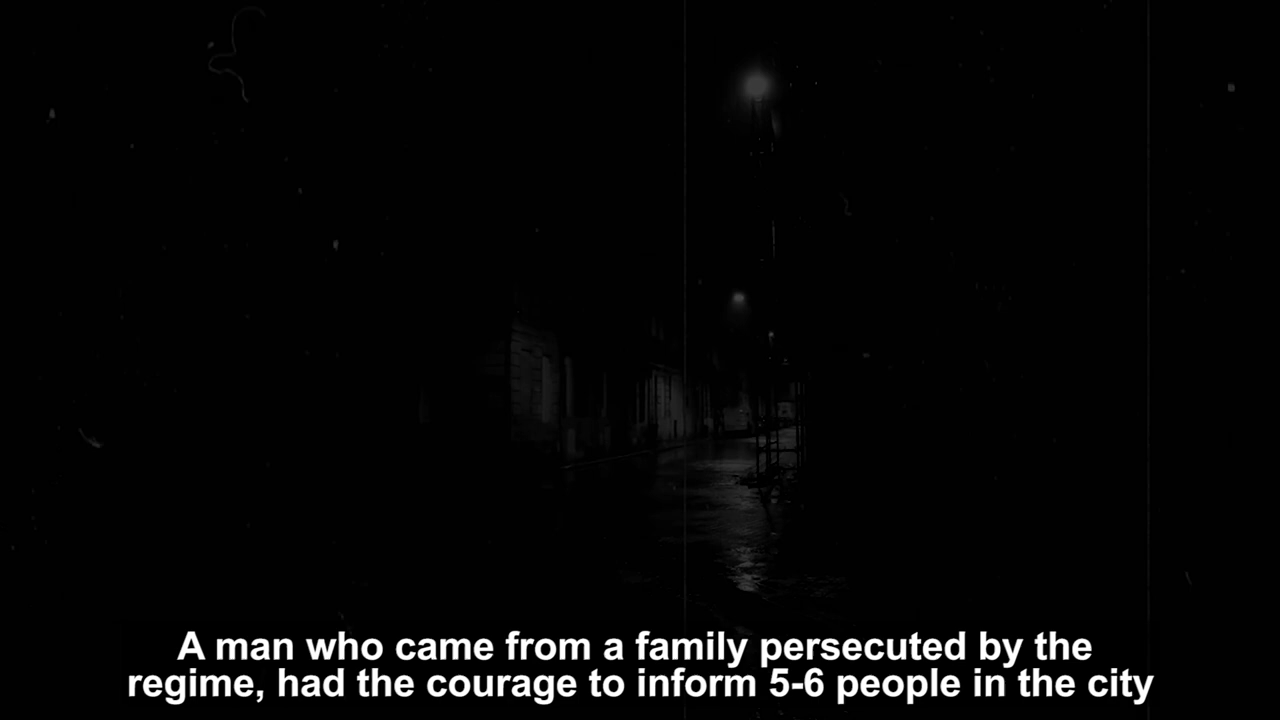 A man who came from a family persecuted by the
regime, had the courage to inform 5-6 people in the city